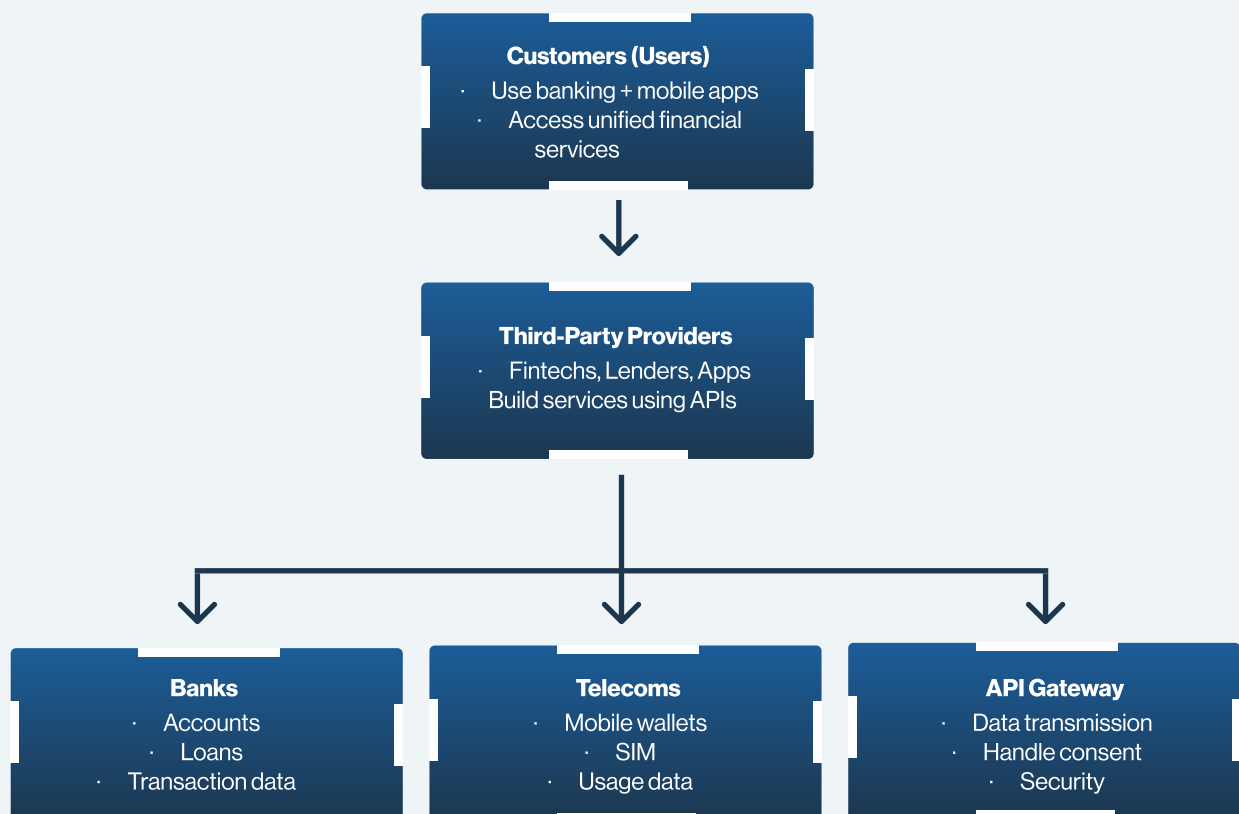 Customers (Users)
· Use banking + mobile apps
· Access unified financial
services
Third-Party Providers
· Fintechs, Lenders, Apps
Build services using APIs
Banks
· Accounts
· Loans
· Transaction data
Telecoms
· Mobile wallets
· SIM
· Usage data
API Gateway
· Data transmission
· Handle consent
· Security